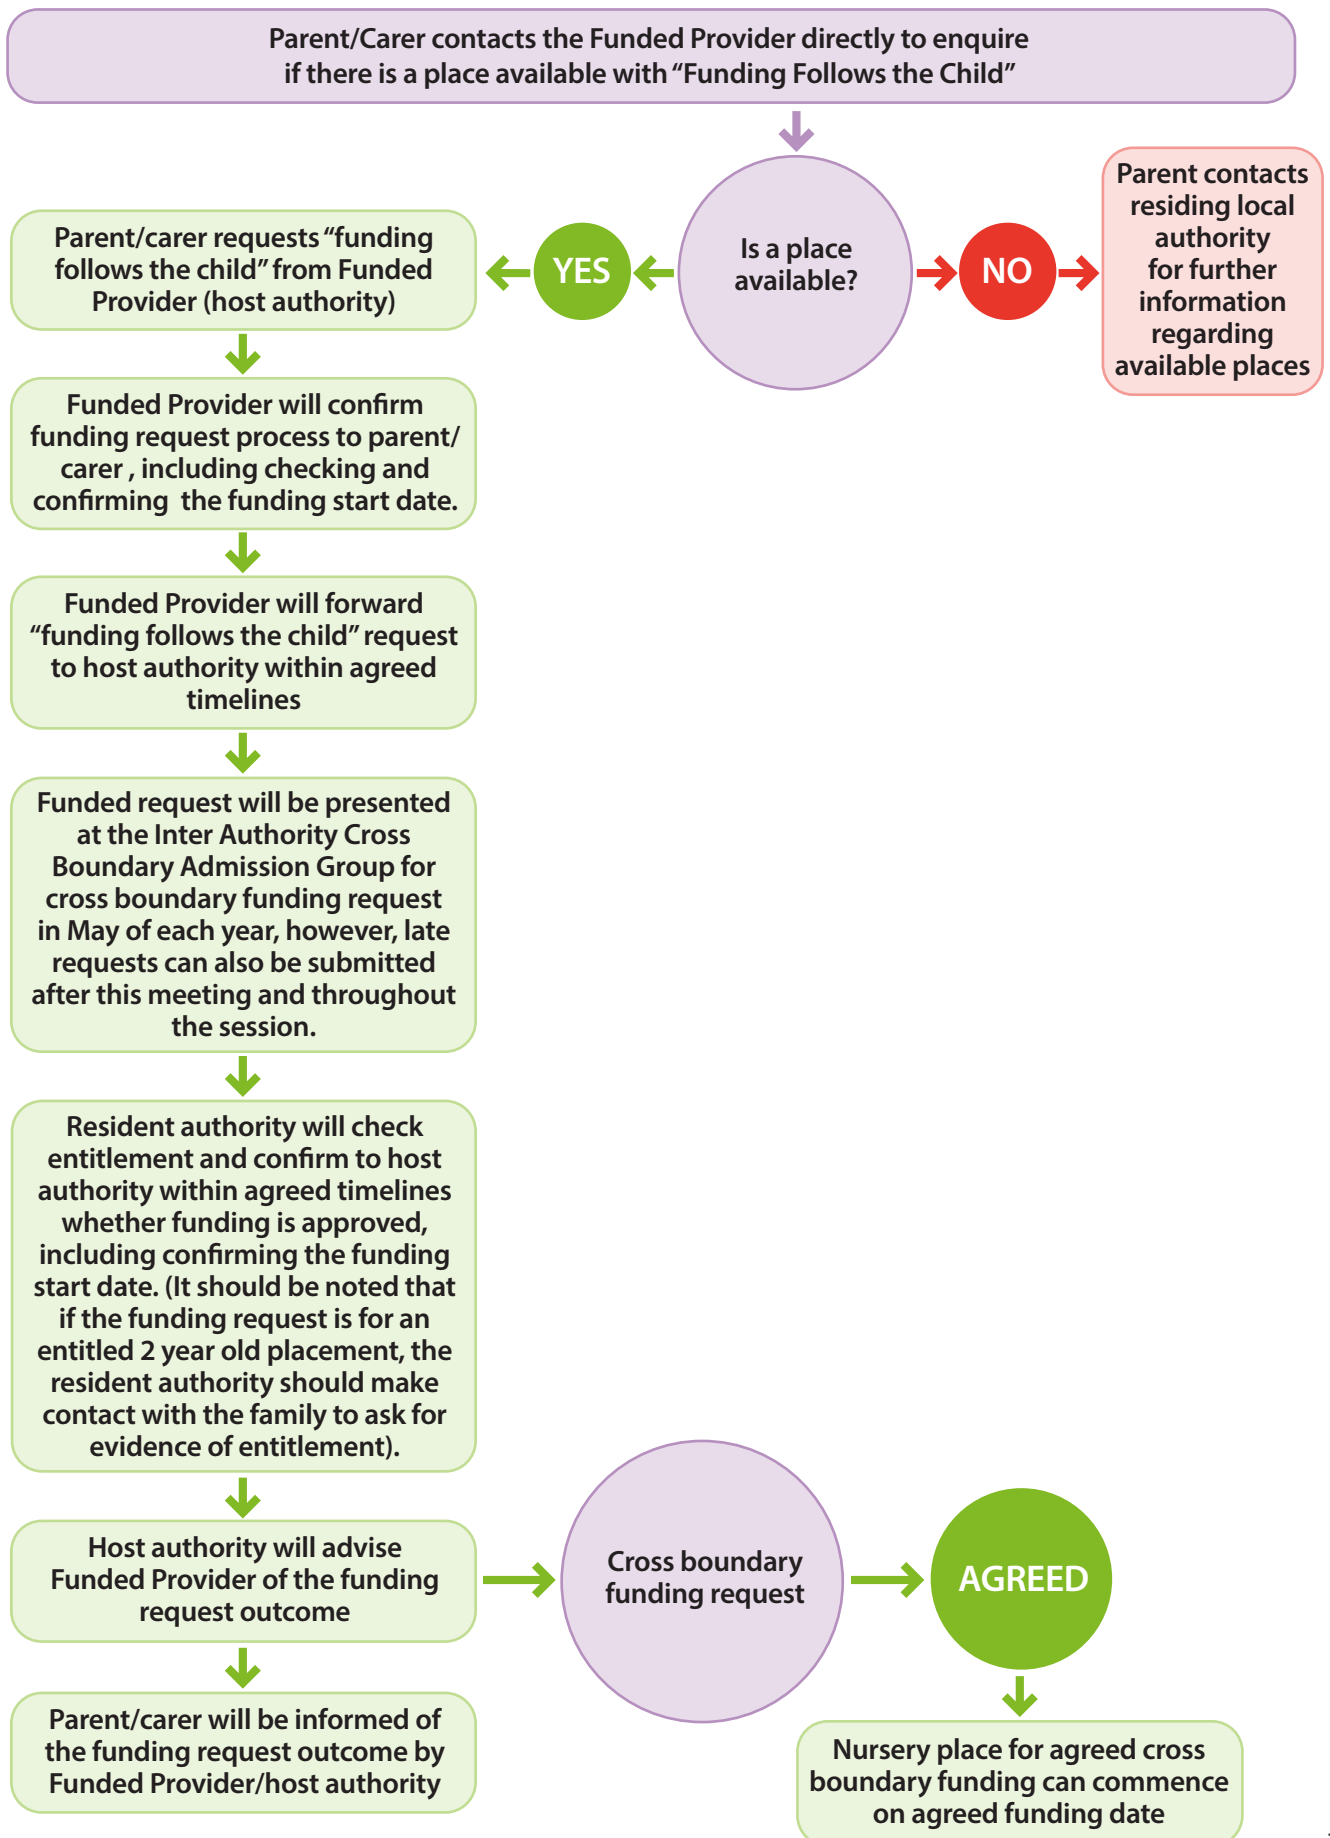 Parent/Carer contacts the Funded Provider directly to enquire
if there is a place available with “Funding Follows the Child”
Is a place
available?
YES
NO
Parent contacts
residing local
authority
for further
information
regarding
available places
Parent/carer requests “funding
follows the child” from Funded
Provider (host authority)
Funded Provider will confirm
funding request process to parent/
carer , including checking and
confirming the funding start date.
Funded Provider will forward
“funding follows the child” request
to host authority within agreed
timelines
Funded request will be presented
at the Inter Authority Cross
Boundary Admission Group for
cross boundary funding request
in May of each year, however, late
requests can also be submitted
after this meeting and throughout
the session.
Resident authority will check
entitlement and confirm to host
authority within agreed timelines
whether funding is approved,
including confirming the funding
start date. (It should be noted that
if the funding request is for an
entitled 2 year old placement, the
resident authority should make
contact with the family to ask for
evidence of entitlement).
Host authority will advise
Funded Provider of the funding
request outcome
Cross boundary
funding request
AGREED
Parent/carer will be informed of
the funding request outcome by
Funded Provider/host authority
Nursery place for agreed cross
boundary funding can commence
on agreed funding date